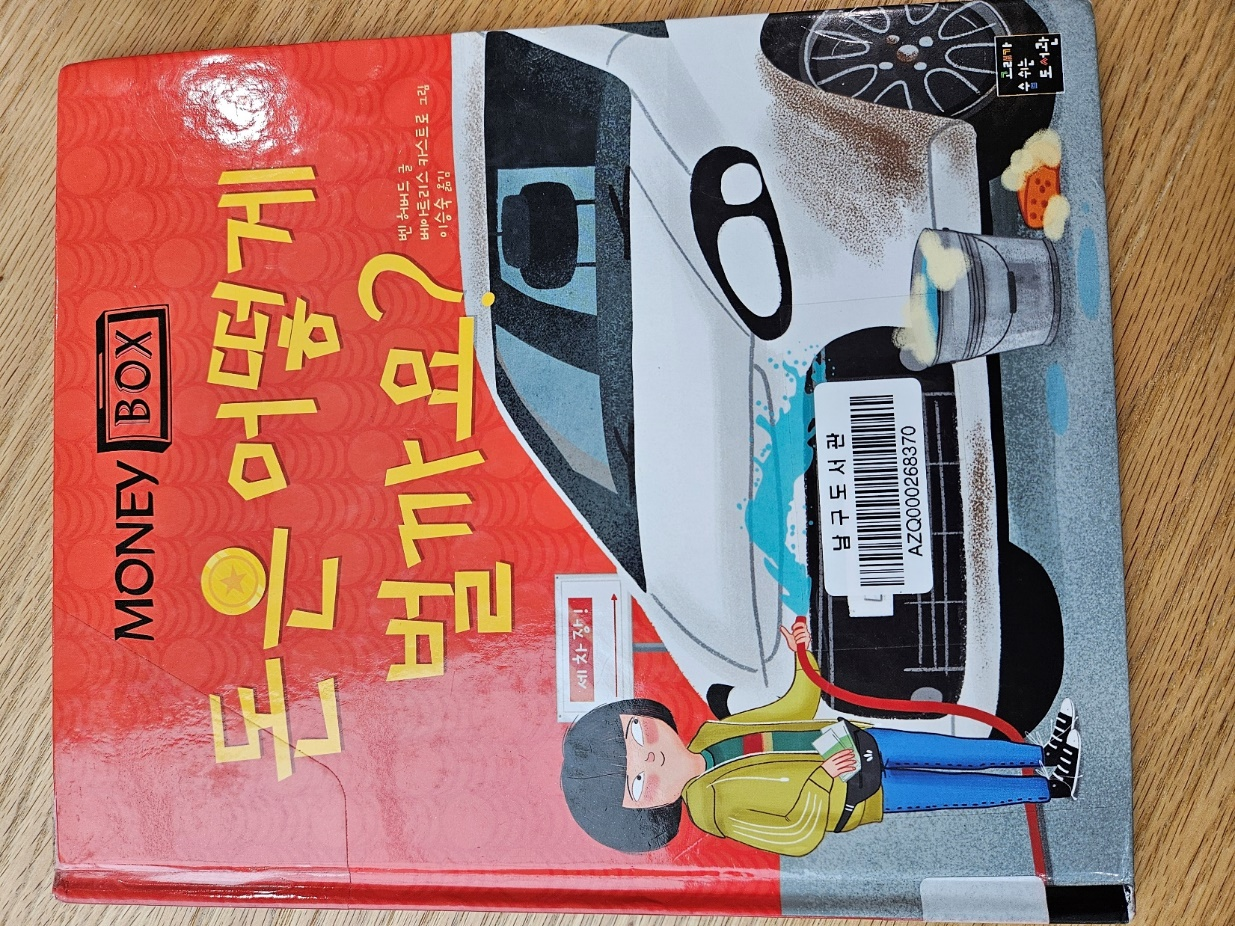 MONEY BOX
돈은 어떻게
벌까요?
벤 허버드 글
베아트리스 카스트로 그림
이승숙 옮김
세차장!
남구도서관
AZQ000268370
고래가
숨쉬는
도서관